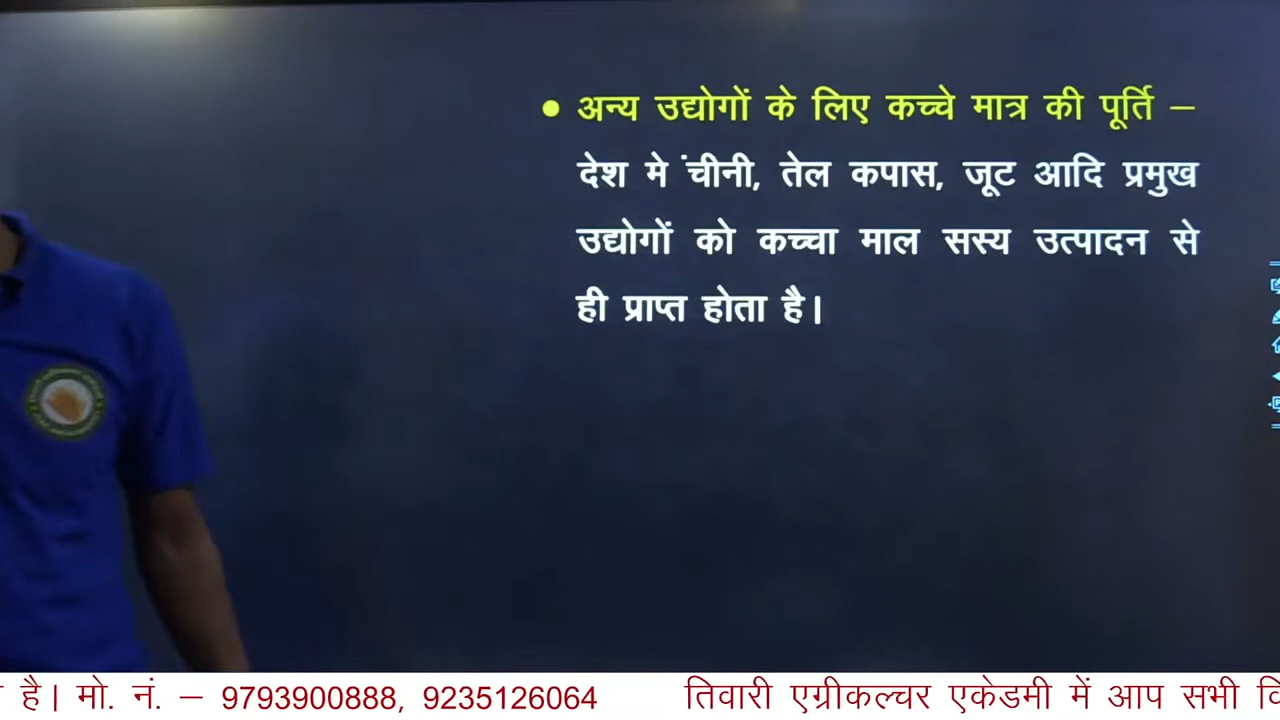 • अन्य उद्योगों के लिए कच्चे मात्र की पूर्ति –
देश मे ंचीनी, तेल कपास, जूट आदि प्रमुख
उद्योगों को कच्चा माल सस्य उत्पादन से
ही प्राप्त होता है।
है। मो. नं. – 9793900888, 9235126064 तिवारी एग्रीकल्चर एकेडमी में आप सभी